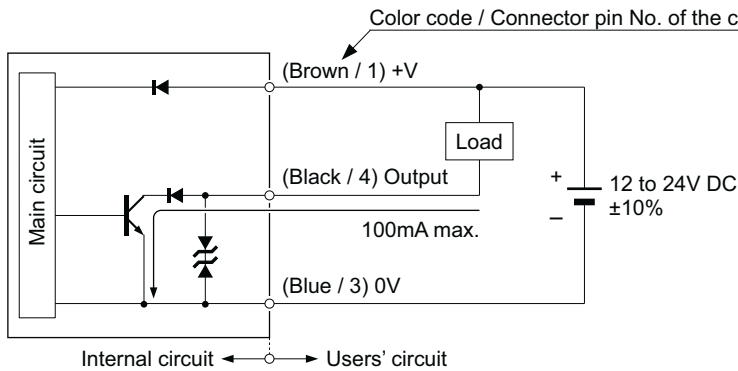 Color code / Connector pin No. of the c
(Brown / 1) +V
Load
Main circuit
(Black / 4) Output
+
12 to 24V DC
±10%
–
100mA max.
(Blue / 3) 0V
Internal circuit
Users' circuit